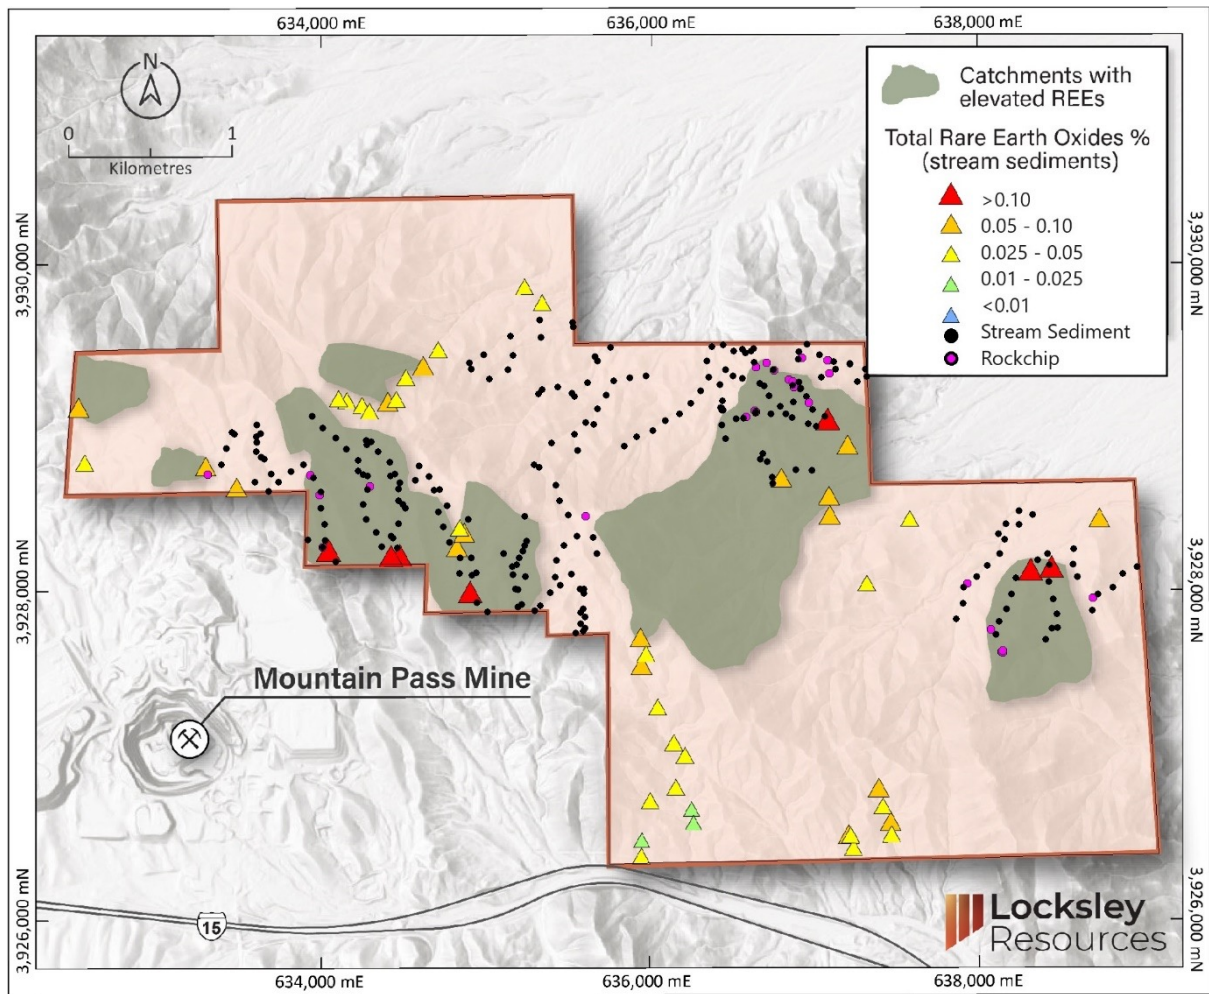 634,000 mE
636,000 mE
638,000 mE
N
0
1
Kilometres
Catchments with
elevated REEs
Total Rare Earth Oxides %
(stream sediments)
>0.10
0.05 - 0.10
0.025 - 0.05
0.01 - 0.025
<0.01
Stream Sediment
Rockchip
3,930,000 mN
3,930,000 mN
3,928,000 mN
3,928,000 mN
Mountain Pass Mine
15
Locksley
Resources
3,926,000 mN
3,926,000 mN
634,000 mE
636,000 mE
638,000 mE